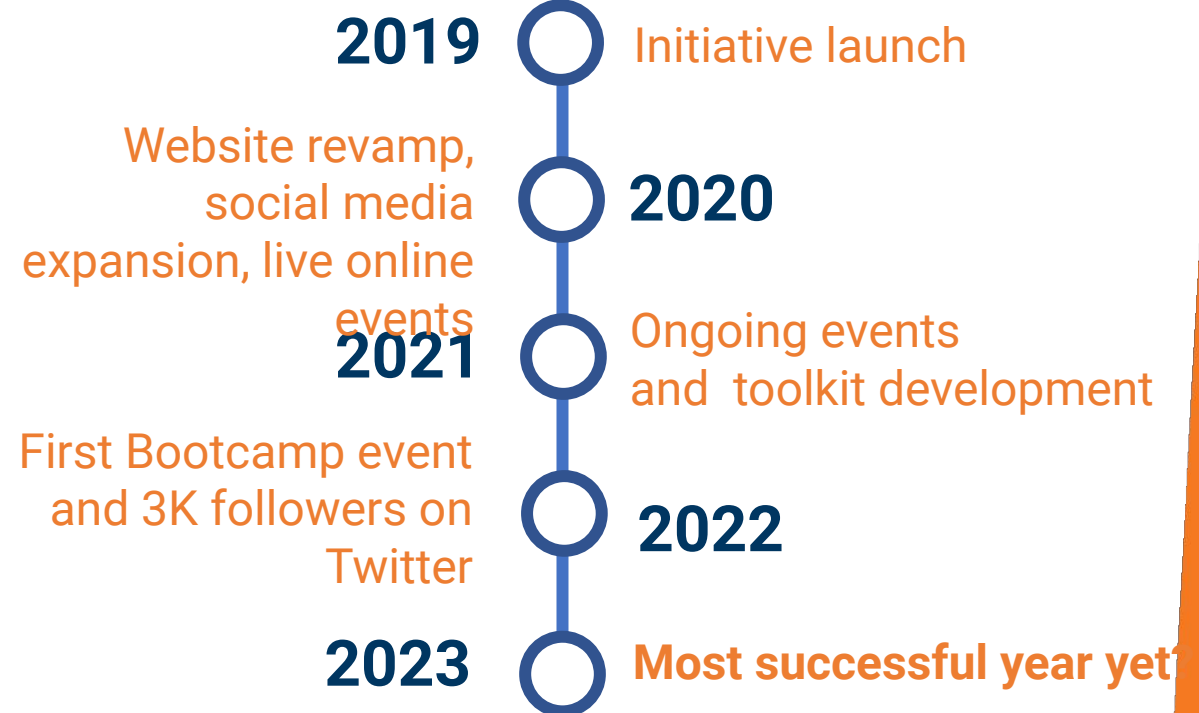 2019
Initiative launch
Website revamp,
social media
expansion, live online
events
2020
2021
Ongoing events
and  toolkit development
First Bootcamp event
and 3K followers on
Twitter
2022
2023
Most successful year yet?